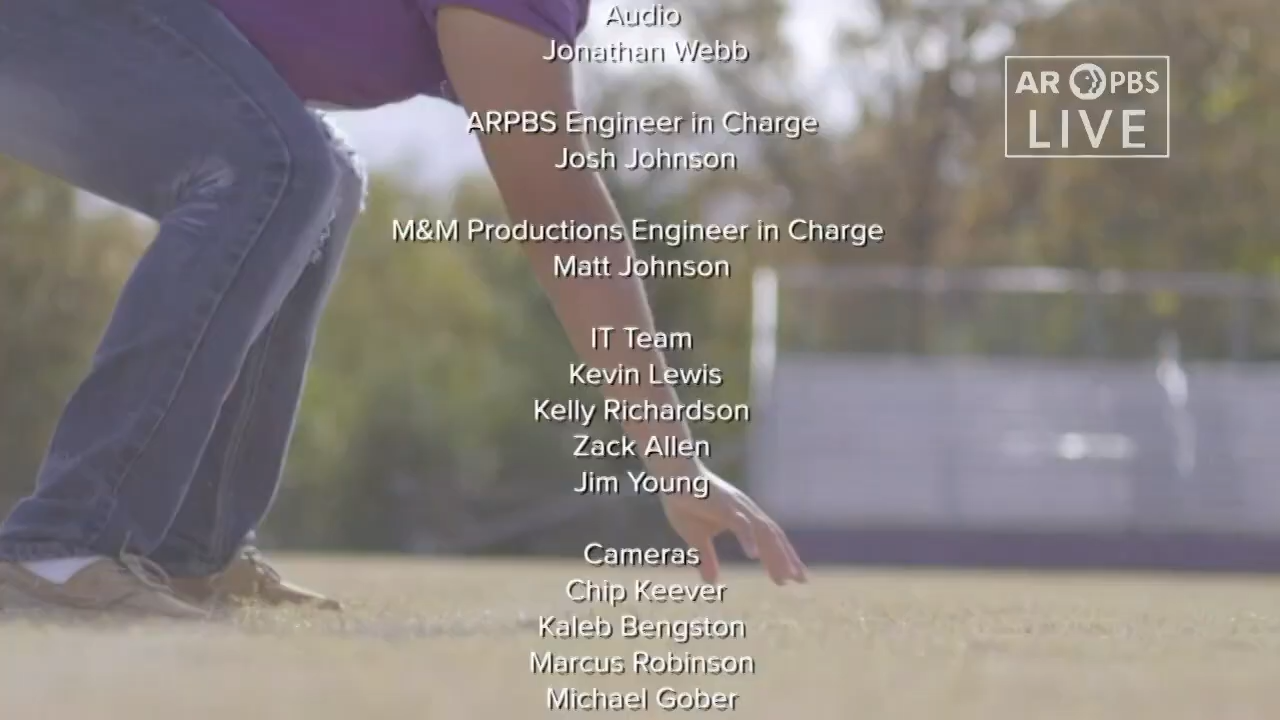 Audio
Jonathan Webb
AR PBS
LIVE
ARPBS Engineer in Charge
Josh Johnson
M&M Productions Engineer in Charge
Matt Johnson
IT Team
Kevin Lewis
Kelly Richardson
Zack Allen
Jim Young
Cameras
Chip Keever
Kaleb Bengston
Marcus Robinson
Michael Gober